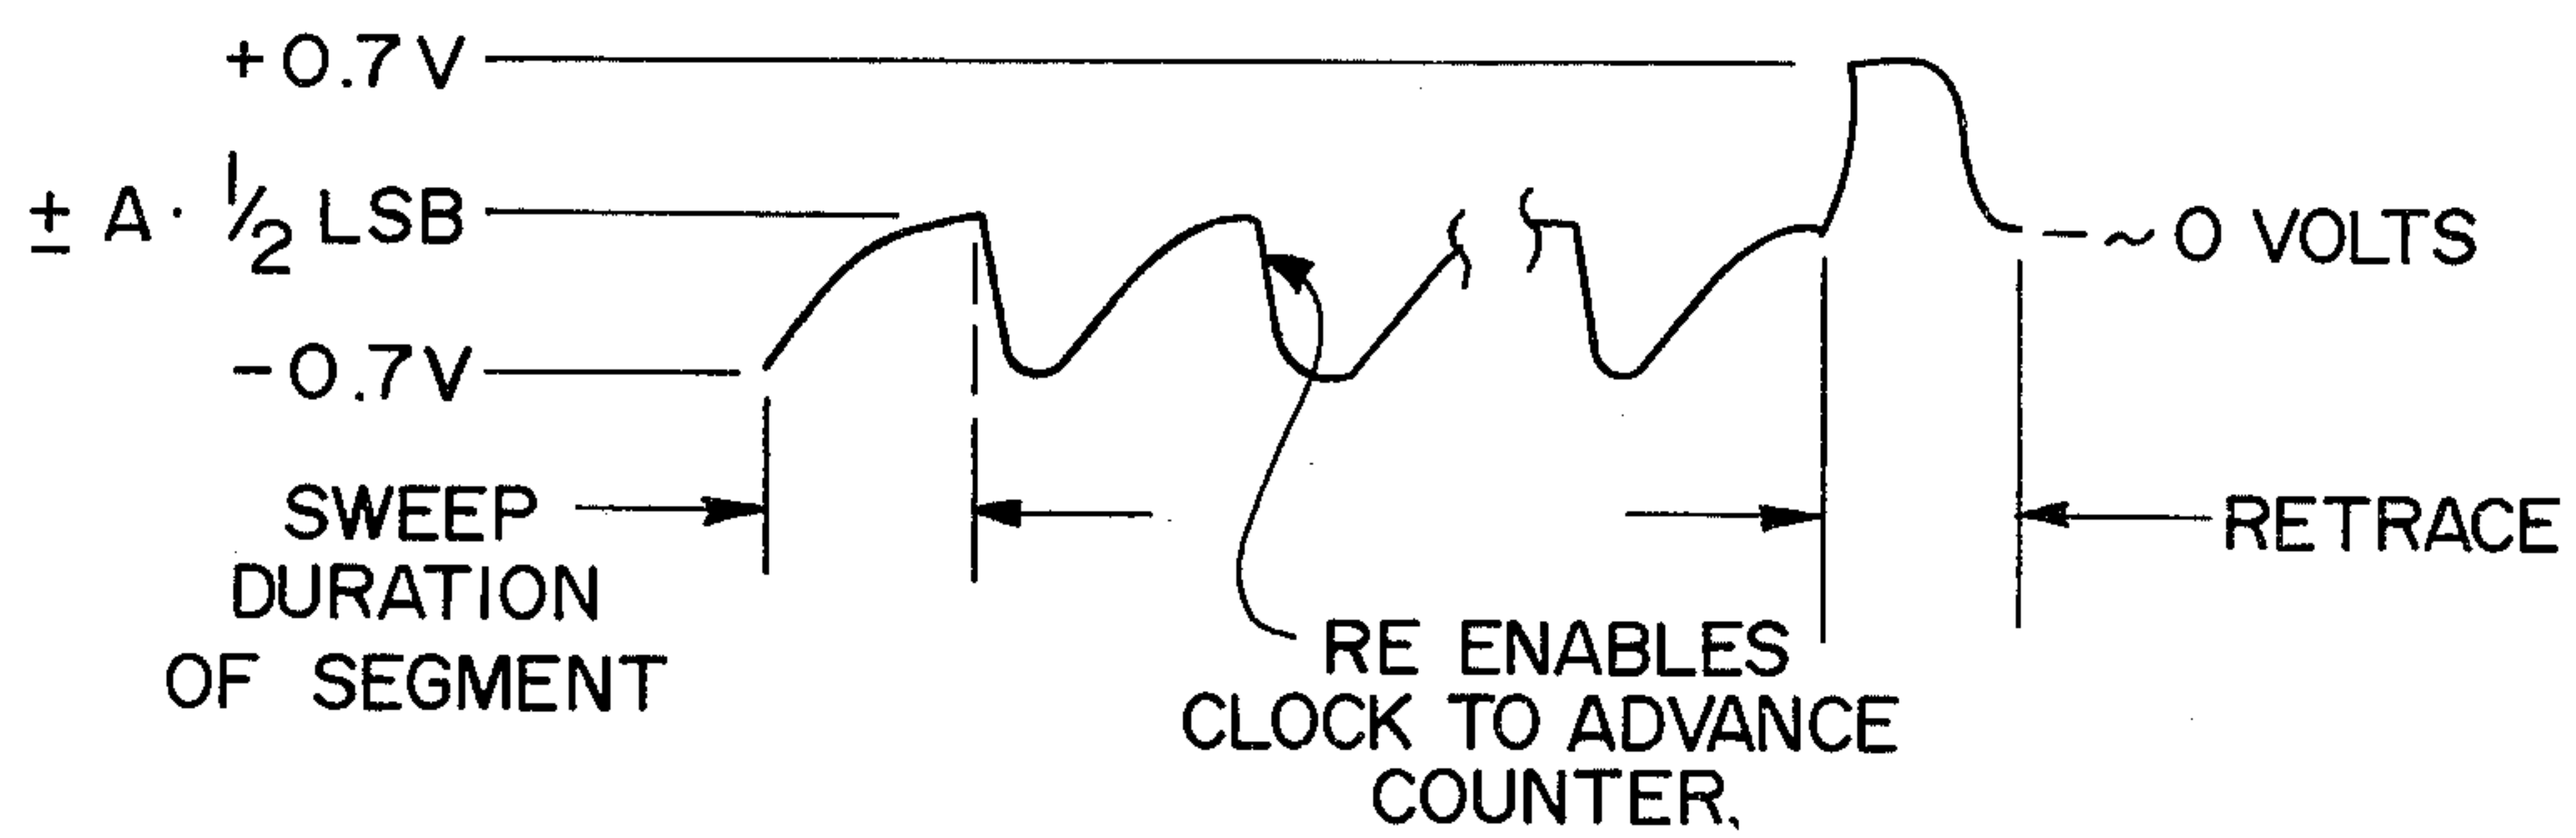 +0.7V
± A · ½ LSB
-0.7V
~0 VOLTS
SWEEP
DURATION
OF SEGMENT
RETRACE
RE ENABLES
CLOCK TO ADVANCE
COUNTER.